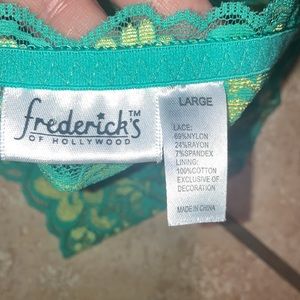 frederick's™
OF HOLLYWOOD
LARGE
LACE:
69%NYLON
24%RAYON
7%SPANDEX
LINING:
100%COTTON
EXCLUSIVE OF
DECORATION
MADE IN CHINA